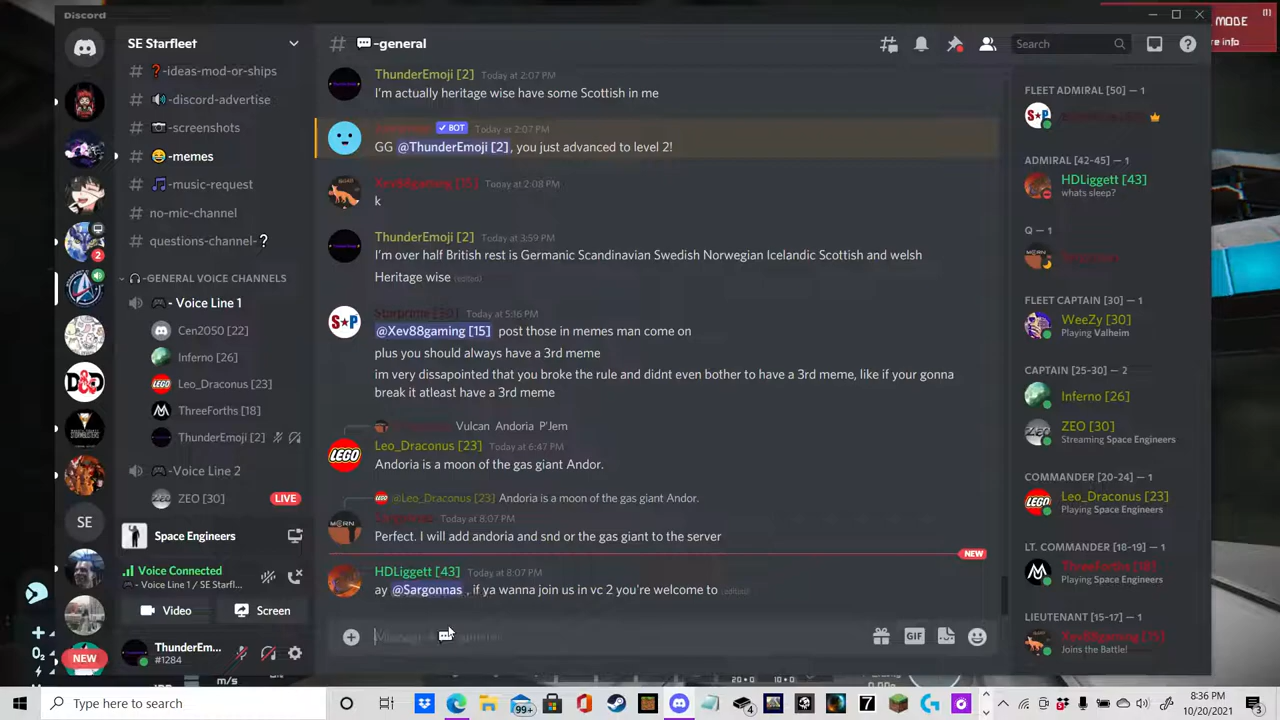 Discord
MODE
[1]
re info
SE Starfleet
# ❓-ideas-mod-or-ships
# 🔊-discord-advertise
# 📷-screenshots
# 😂-memes
# 🎵-music-request
# no-mic-channel
# questions-channel-❓
🎧-GENERAL VOICE CHANNELS
🎮- Voice Line 1
Cen2050 [22]
Inferno [26]
Leo_Draconus [23]
ThreeForths [18]
ThunderEmoji [2]
🎮-Voice Line 2
ZEO [30] LIVE
Space Engineers
Voice Connected
- Voice Line 1 / SE Starfl...
Video
Screen
ThunderEm...
#1284
2
SE
NEW
# 💬-general
Search
ThunderEmoji [2] Today at 2:07 PM
I'm actually heritage wise have some Scottish in me
✓ BOT Today at 2:07 PM
GG @ThunderEmoji [2], you just advanced to level 2!
Xev88gaming [15] Today at 2:08 PM
k
ThunderEmoji [2] Today at 3:59 PM
I'm over half British rest is Germanic Scandinavian Swedish Norwegian Icelandic Scottish and welsh
Heritage wise (edited)
Starprime [30] Today at 5:16 PM
@Xev88gaming [15] post those in memes man come on
plus you should always have a 3rd meme
im very dissapointed that you broke the rule and didnt even bother to have a 3rd meme, like if your gonna
break it atleast have a 3rd meme
Vulcan Andoria P'Jem
Leo_Draconus [23] Today at 6:47 PM
Andoria is a moon of the gas giant Andor.
@Leo_Draconus [23] Andoria is a moon of the gas giant Andor.
Today at 8:07 PM
Perfect. I will add andoria and snd or the gas giant to the server
NEW
HDLiggett [43] Today at 8:07 PM
ay @Sargonnas , if ya wanna join us in vc 2 you're welcome to (edited)
GIF
FLEET ADMIRAL [50] — 1
ADMIRAL [42-45] — 1
HDLiggett [43]
whats sleep?
Q — 1
FLEET CAPTAIN [30] — 1
WeeZy [30]
Playing Valheim
CAPTAIN [25-30] — 2
Inferno [26]
ZEO [30]
Streaming Space Engineers
COMMANDER [20-24] — 1
Leo_Draconus [23]
Playing Space Engineers
LT. COMMANDER [18-19] — 1
ThreeForths [18]
Playing Space Engineers
LIEUTENANT [15-17] — 1
Xev88gaming [15]
Joins the Battle!
O₂
m/s
Type here to search
99+
4
7
8:36 PM
10/20/2021
3